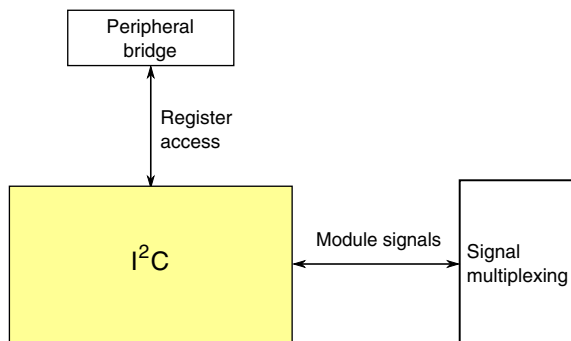 Peripheral
bridge
Register
access
I²C
Module signals
Signal
multiplexing